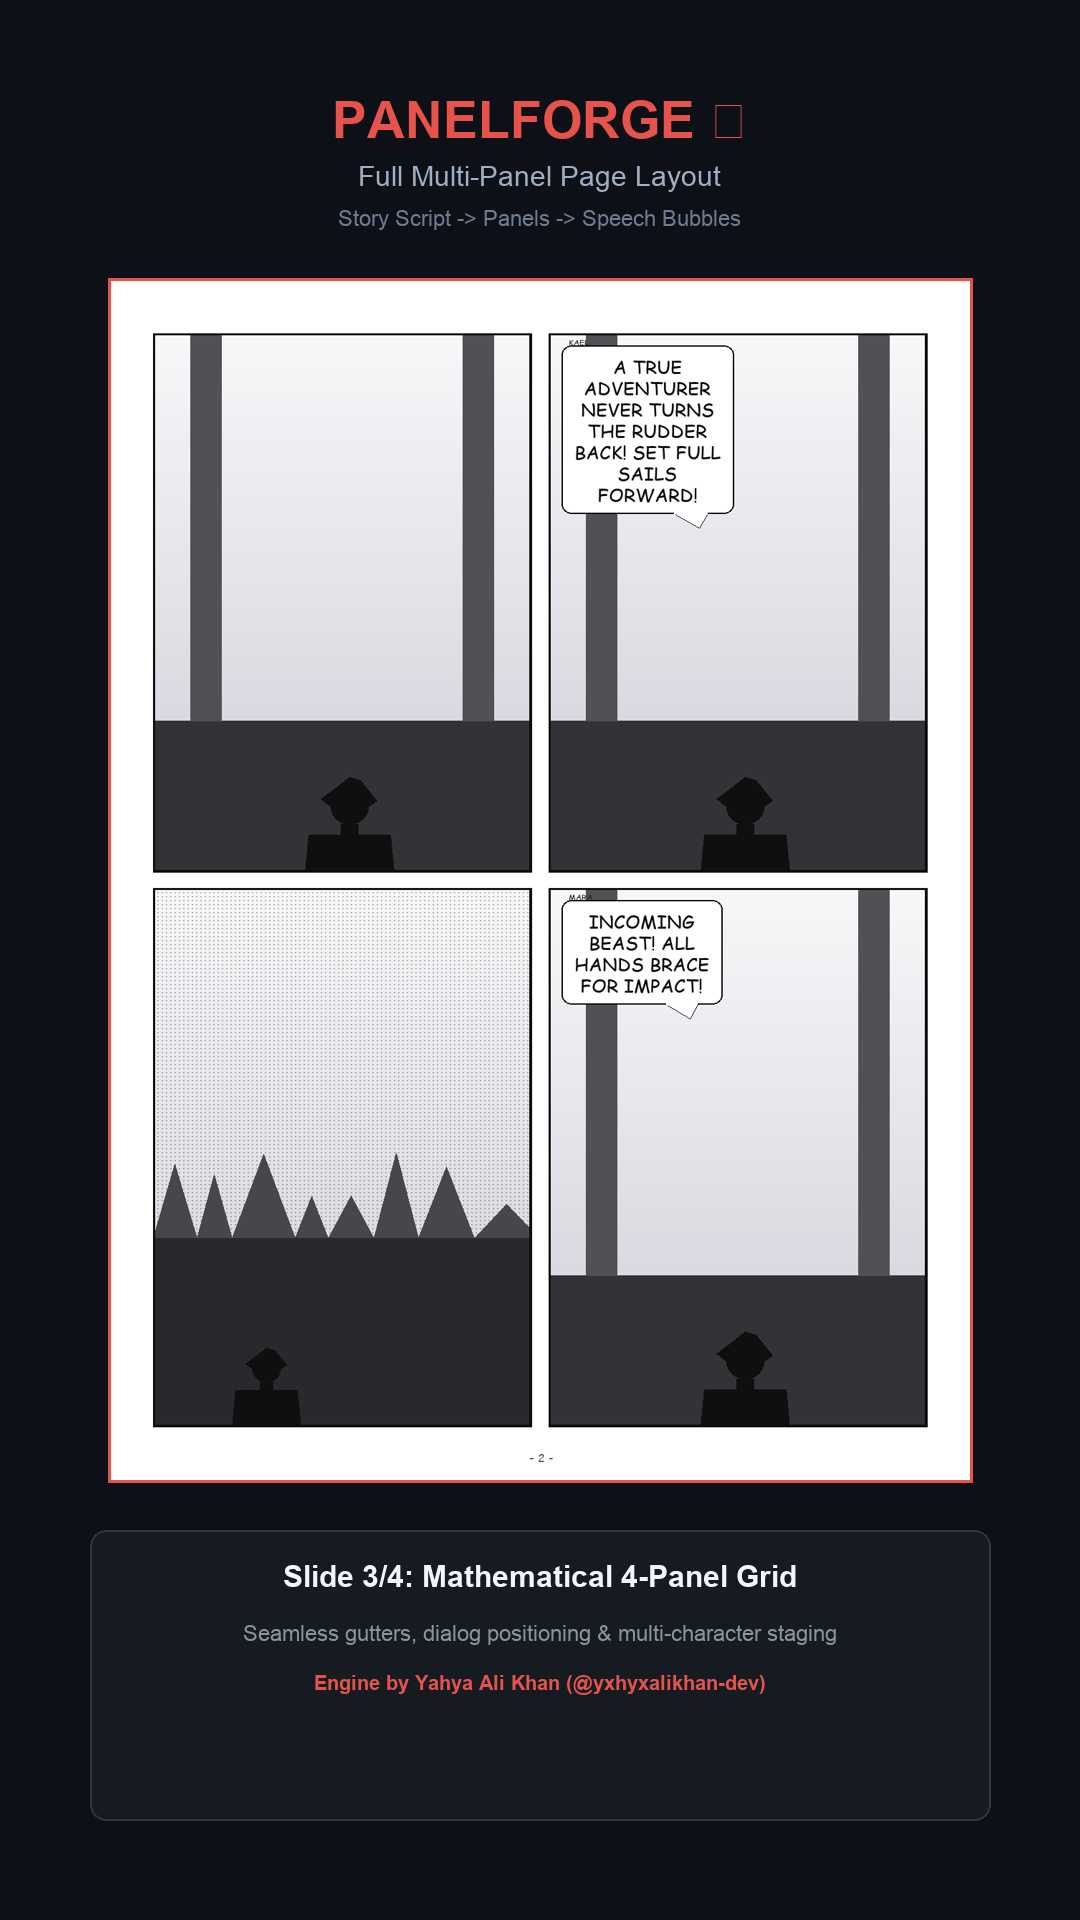 PANELFORGE
Full Multi-Panel Page Layout
Story Script -> Panels -> Speech Bubbles
A TRUE
ADVENTURER
NEVER TURNS
THE RUDDER
BACK! SET FULL
SAILS
FORWARD!
MARA
INCOMING
BEAST! ALL
HANDS BRACE
FOR IMPACT!
- 2 -
Slide 3/4: Mathematical 4-Panel Grid
Seamless gutters, dialog positioning & multi-character staging
Engine by Yahya Ali Khan (@yxhyxalikhan-dev)